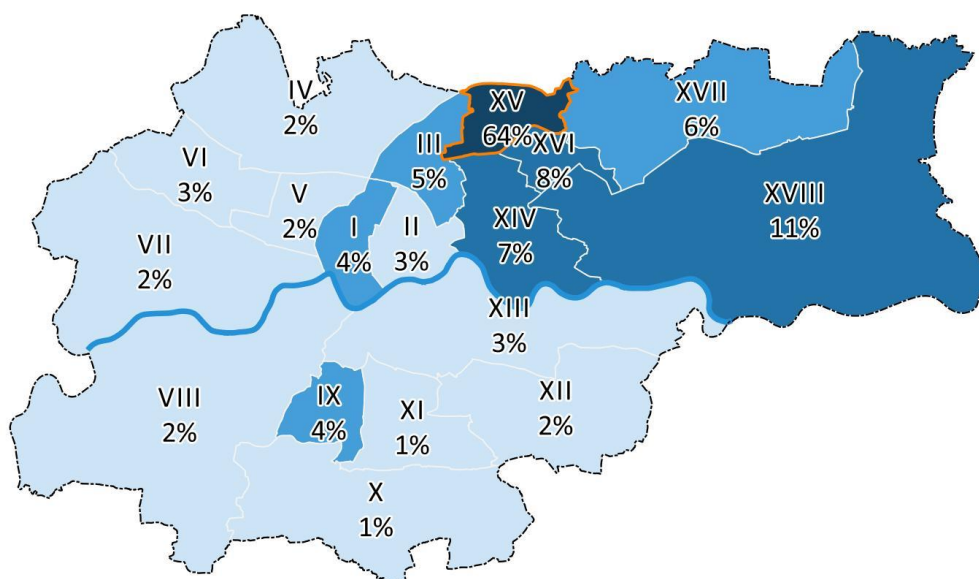 IV
2%
XV
64%
XVII
6%
III
5%
XVI
8%
VI
3%
V
2%
I
4%
II
3%
XIV
7%
XVIII
11%
VII
2%
XIII
3%
VIII
2%
IX
4%
XI
1%
XII
2%
X
1%